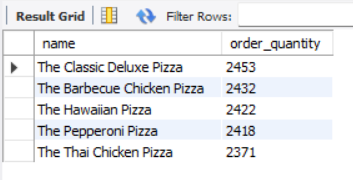 Result Grid Filter Rows:
name order_quantity
The Classic Deluxe Pizza 2453
The Barbecue Chicken Pizza 2432
The Hawaiian Pizza 2422
The Pepperoni Pizza 2418
The Thai Chicken Pizza 2371